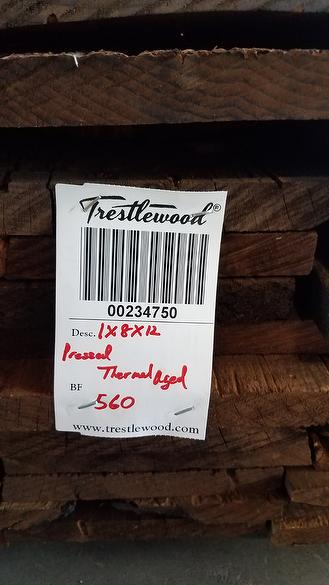 Trestlewood®
00234750
Desc. 1X8X12
Pressed
Thermal Aged
BF
560
www.trestlewood.com